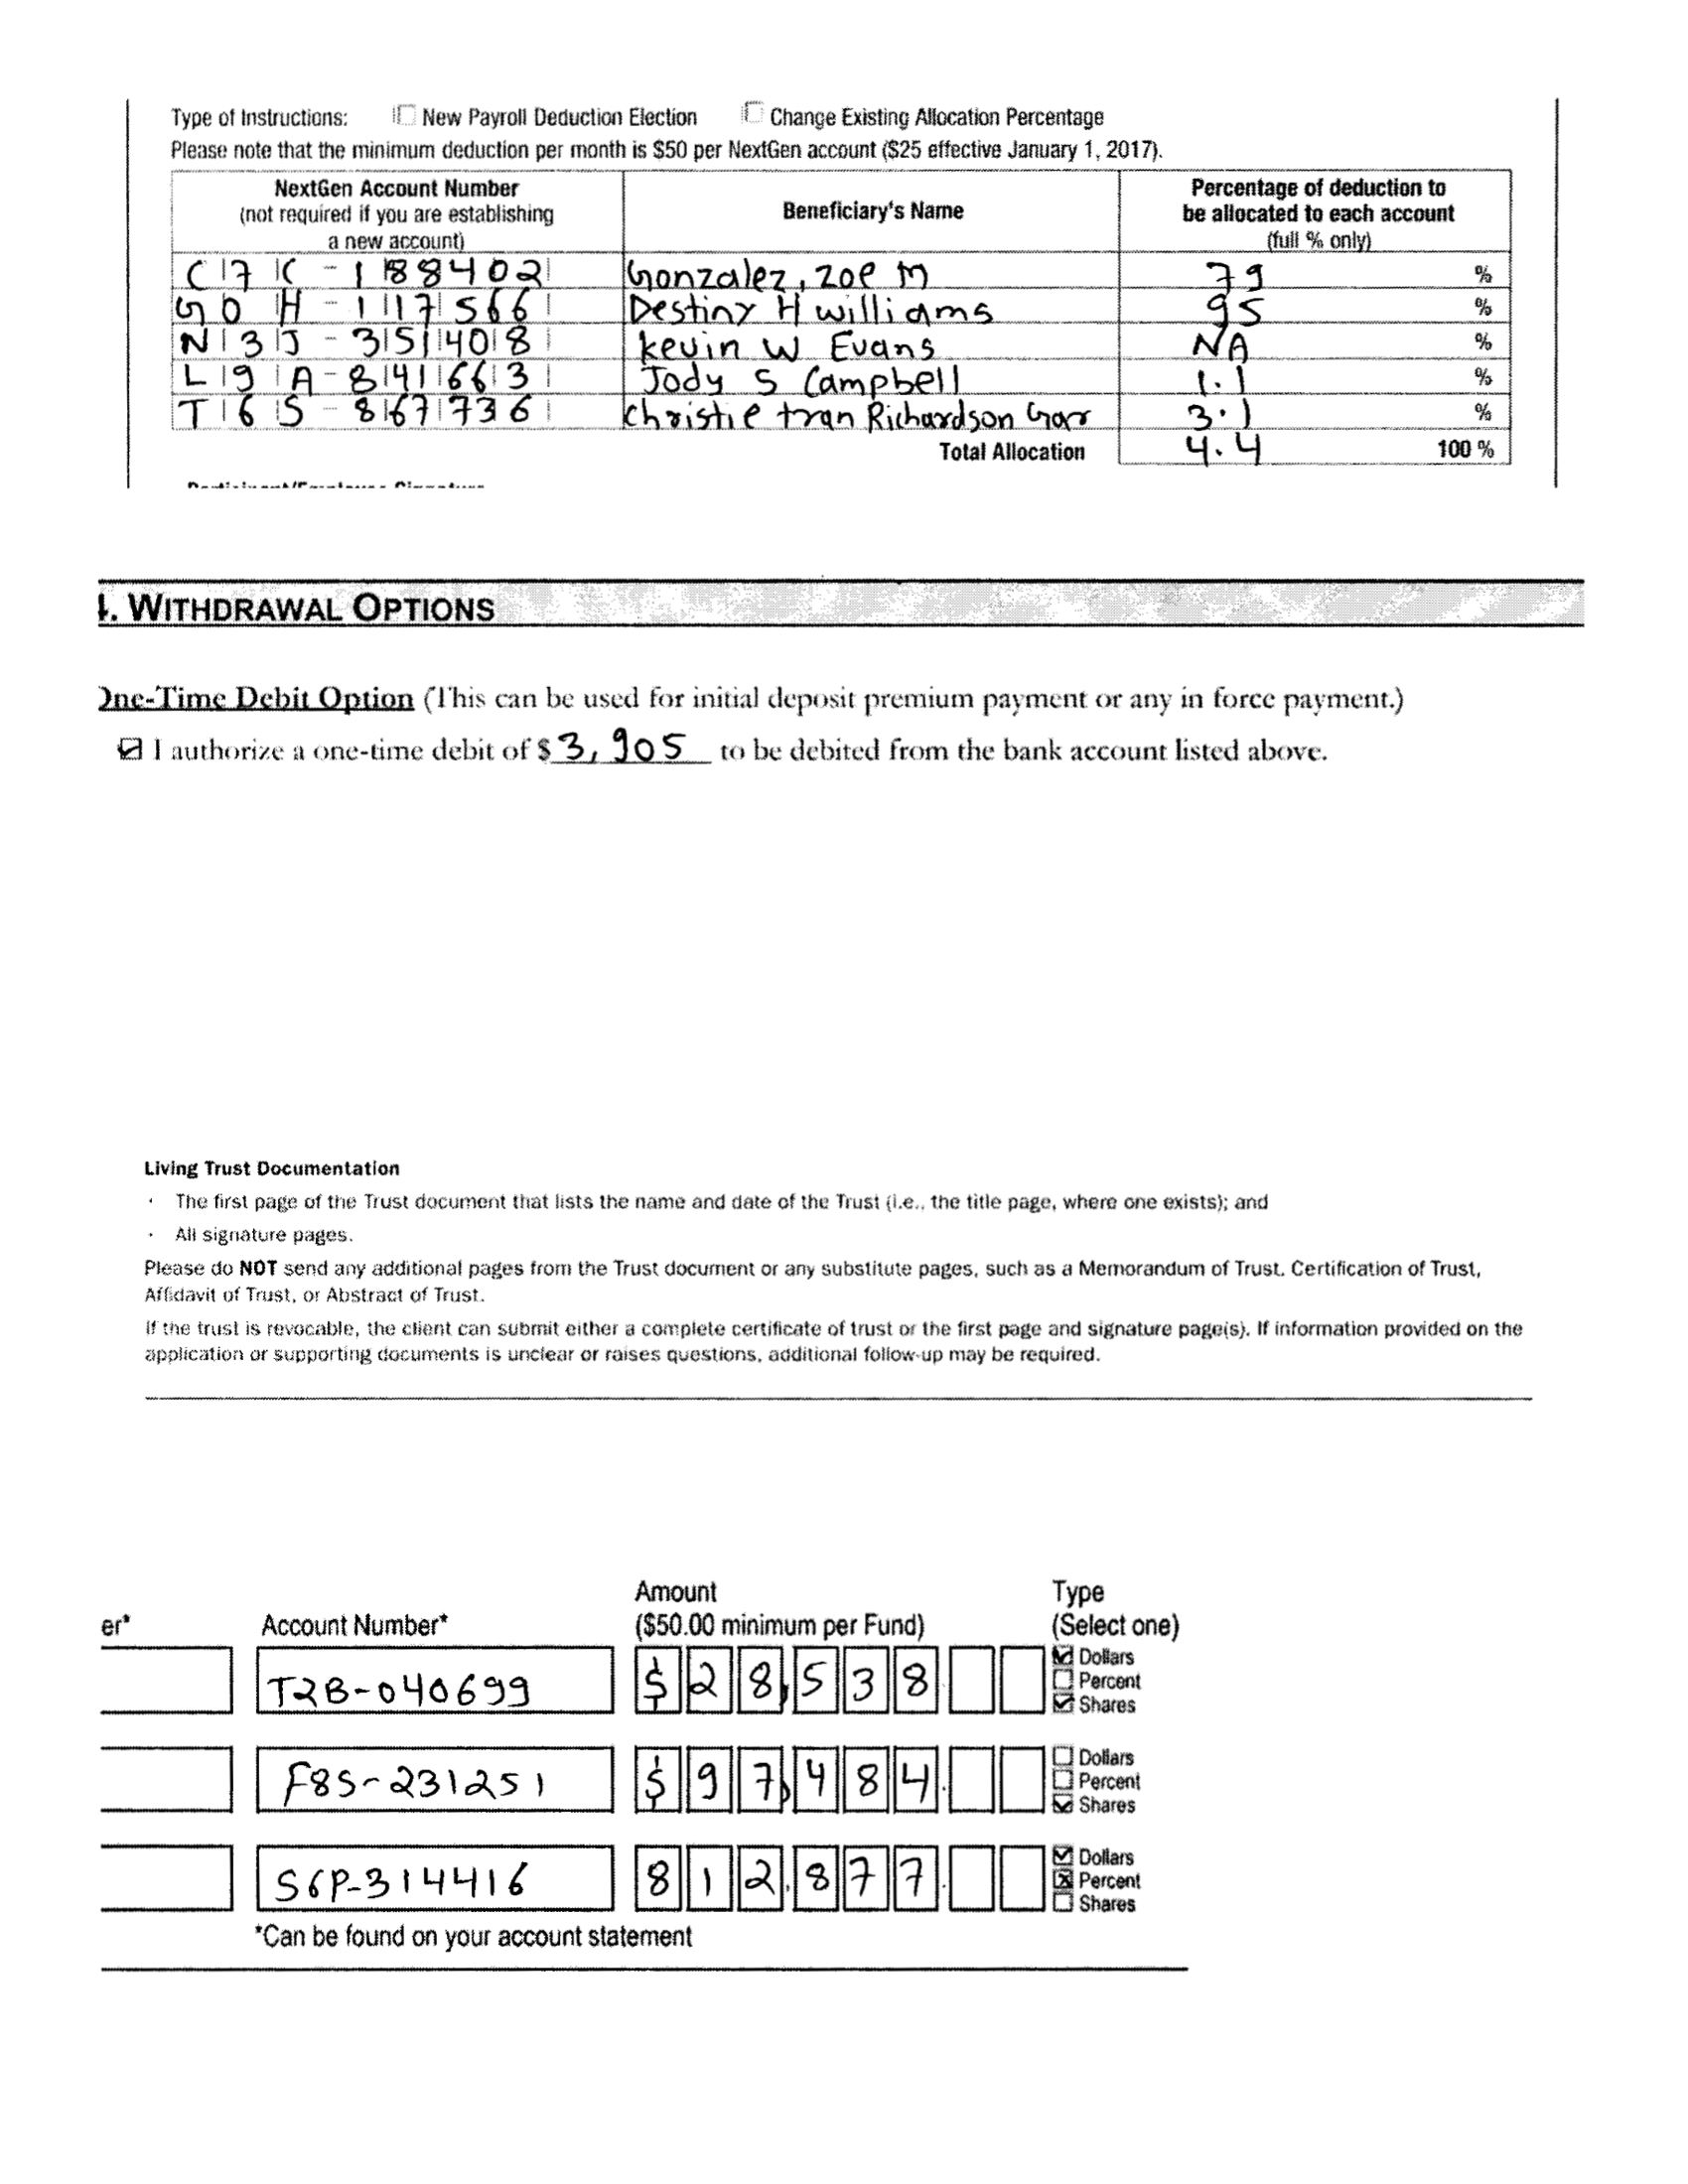 Type of Instructions: New Payroll Deduction Election Change Existing Allocation Percentage
Please note that the minimum deduction per month is $50 per NextGen account ($25 effective January 1, 2017).
NextGen Account Number
(not required if you are establishing
a new account)
Beneficiary's Name
Percentage of deduction to
be allocated to each account
(full % only)
C7C-188402 Gonzalez, Zoe M 79 %
G0H-117566 Destiny H Williams 95 %
N3J-351408 Kevin W Evans NA %
L9A-841663 Jody S Campbell 1.1 %
T6S-867736 Christie tran Richardson Garr 3.1 %
Total Allocation 4.4 100 %
Participant/Employee Signature
4. WITHDRAWAL OPTIONS
One-Time Debit Option (This can be used for initial deposit premium payment or any in force payment.)
I authorize a one-time debit of $3,905 to be debited from the bank account listed above.
Living Trust Documentation
· The first page of the Trust document that lists the name and date of the Trust (i.e., the title page, where one exists); and
· All signature pages.
Please do NOT send any additional pages from the Trust document or any substitute pages, such as a Memorandum of Trust. Certification of Trust,
Affidavit of Trust, or Abstract of Trust.
If the trust is revocable, the client can submit either a complete certificate of trust or the first page and signature page(s). If information provided on the
application or supporting documents is unclear or raises questions, additional follow-up may be required.
er* Account Number* Amount
($50.00 minimum per Fund) Type
(Select one)
T2B-040699 $28,538. Dollars
Percent
Shares
F8S-231251 $97,484. Dollars
Percent
Shares
S6P-314416 812,877. Dollars
Percent
Shares
*Can be found on your account statement